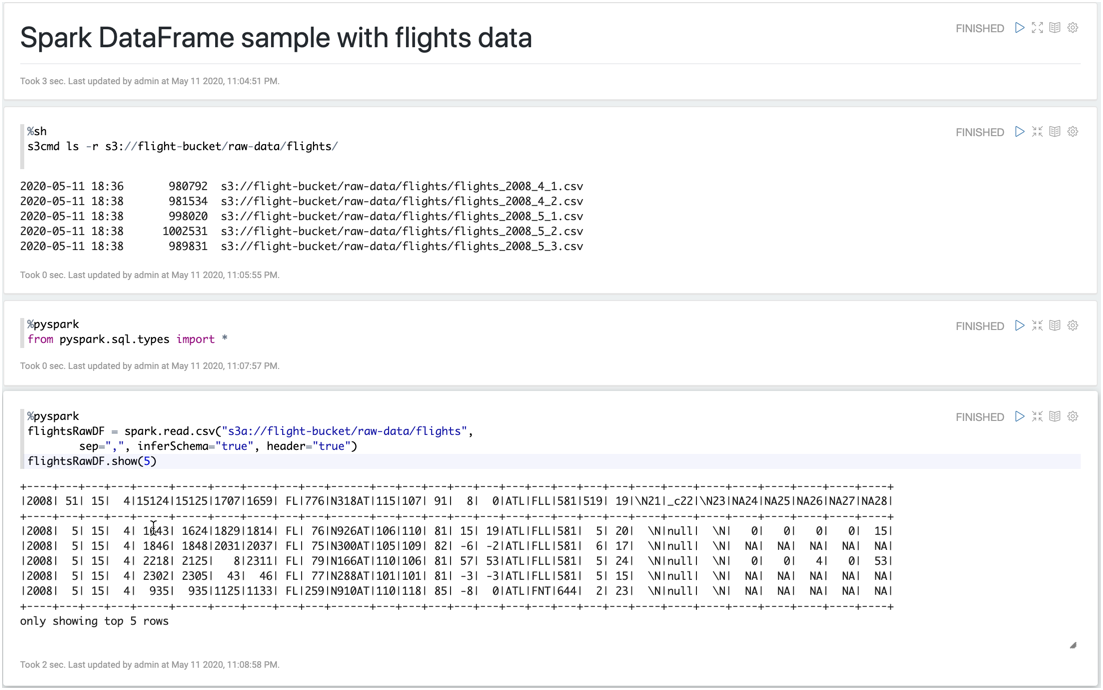 Spark DataFrame sample with flights data
FINISHED
Took 3 sec. Last updated by admin at May 11 2020, 11:04:51 PM.
%sh
FINISHED
s3cmd ls -r s3://flight-bucket/raw-data/flights/
2020-05-11 18:36      980792  s3://flight-bucket/raw-data/flights/flights_2008_4_1.csv
2020-05-11 18:38      981534  s3://flight-bucket/raw-data/flights/flights_2008_4_2.csv
2020-05-11 18:38      998020  s3://flight-bucket/raw-data/flights/flights_2008_5_1.csv
2020-05-11 18:38     1002531  s3://flight-bucket/raw-data/flights/flights_2008_5_2.csv
2020-05-11 18:38      989831  s3://flight-bucket/raw-data/flights/flights_2008_5_3.csv
Took 0 sec. Last updated by admin at May 11 2020, 11:05:55 PM.
%pyspark
FINISHED
from pyspark.sql.types import *
Took 0 sec. Last updated by admin at May 11 2020, 11:07:57 PM.
%pyspark
FINISHED
flightsRawDF = spark.read.csv("s3a://flight-bucket/raw-data/flights",
        sep=",", inferSchema="true", header="true")
flightsRawDF.show(5)
+----+---+---+---+-----+-----+----+----+---+---+------+---+---+---+---+---+---+---+---+---+---+----+----+----+----+----+----+----+----+
|2008| 51| 15|  4|15124|15125|1707|1659| FL|776|N318AT|115|107| 91|  8|  0|ATL|FLL|581|519| 19|\N21|_c22|\N23|NA24|NA25|NA26|NA27|NA28|
+----+---+---+---+-----+-----+----+----+---+---+------+---+---+---+---+---+---+---+---+---+---+----+----+----+----+----+----+----+----+
|2008|  5| 15|  4| 1643| 1624|1829|1814| FL| 76|N926AT|106|110| 81| 15| 19|ATL|FLL|581|  5| 20|  \N|null|  \N|   0|   0|   0|   0|  15|
|2008|  5| 15|  4| 1846| 1848|2031|2037| FL| 75|N300AT|105|109| 82| -6| -2|ATL|FLL|581|  6| 17|  \N|null|  \N|  NA|  NA|  NA|  NA|  NA|
|2008|  5| 15|  4| 2218| 2125|   8|2311| FL| 79|N166AT|110|106| 81| 57| 53|ATL|FLL|581|  5| 24|  \N|null|  \N|   0|   0|   4|   0|  53|
|2008|  5| 15|  4| 2302| 2305|  43|  46| FL| 77|N288AT|101|101| 81| -3| -3|ATL|FLL|581|  5| 15|  \N|null|  \N|  NA|  NA|  NA|  NA|  NA|
|2008|  5| 15|  4|  935|  935|1125|1133| FL|259|N910AT|110|118| 85| -8|  0|ATL|FNT|644|  2| 23|  \N|null|  \N|  NA|  NA|  NA|  NA|  NA|
+----+---+---+---+-----+-----+----+----+---+---+------+---+---+---+---+---+---+---+---+---+---+----+----+----+----+----+----+----+----+
only showing top 5 rows
Took 2 sec. Last updated by admin at May 11 2020, 11:08:58 PM.